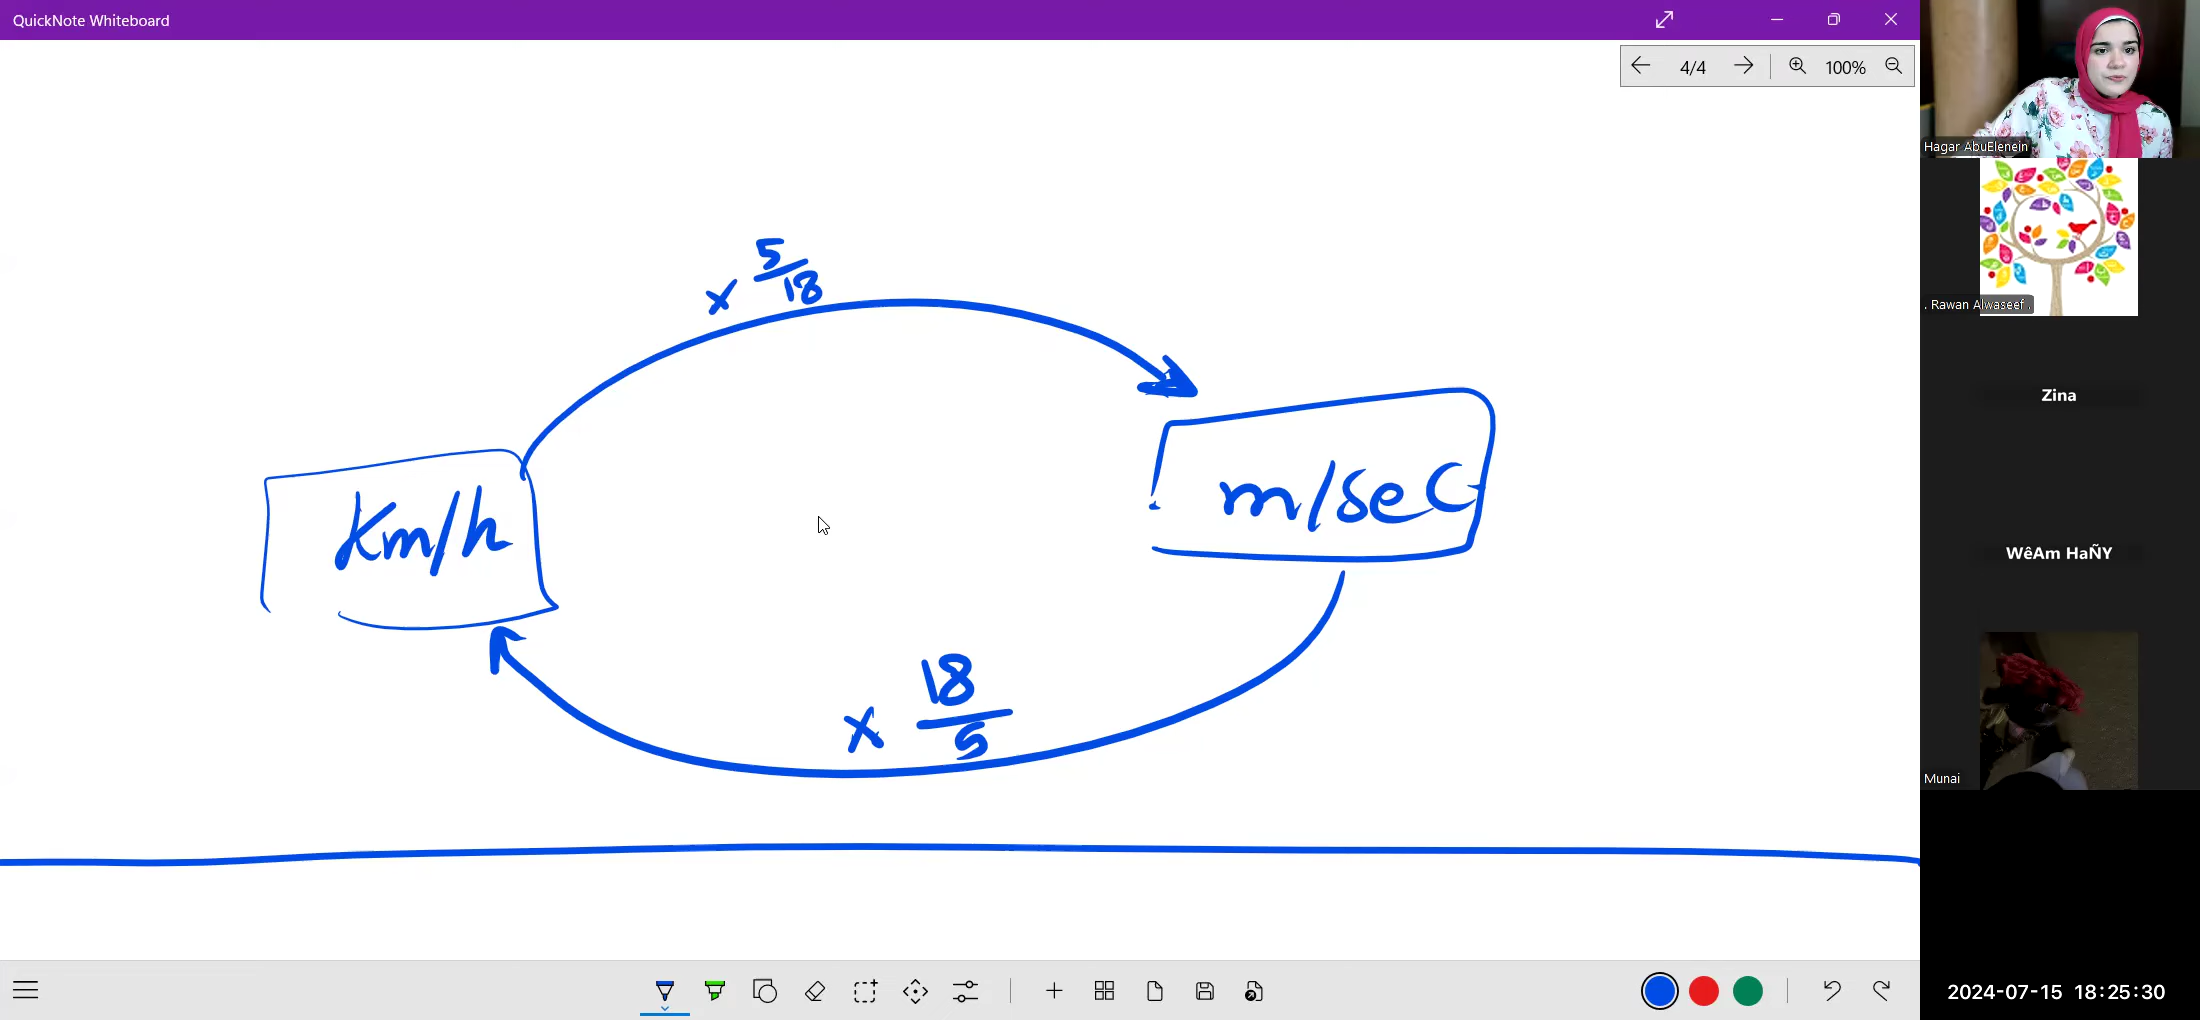 QuickNote Whiteboard
4/4
100%
Hagar AbuElenein
. Rawan Alwaseef .
× 5/18
Zina
Km/h
m/sec
WêAm HaÑY
× 18/5
Munai
2024-07-15 18:25:30